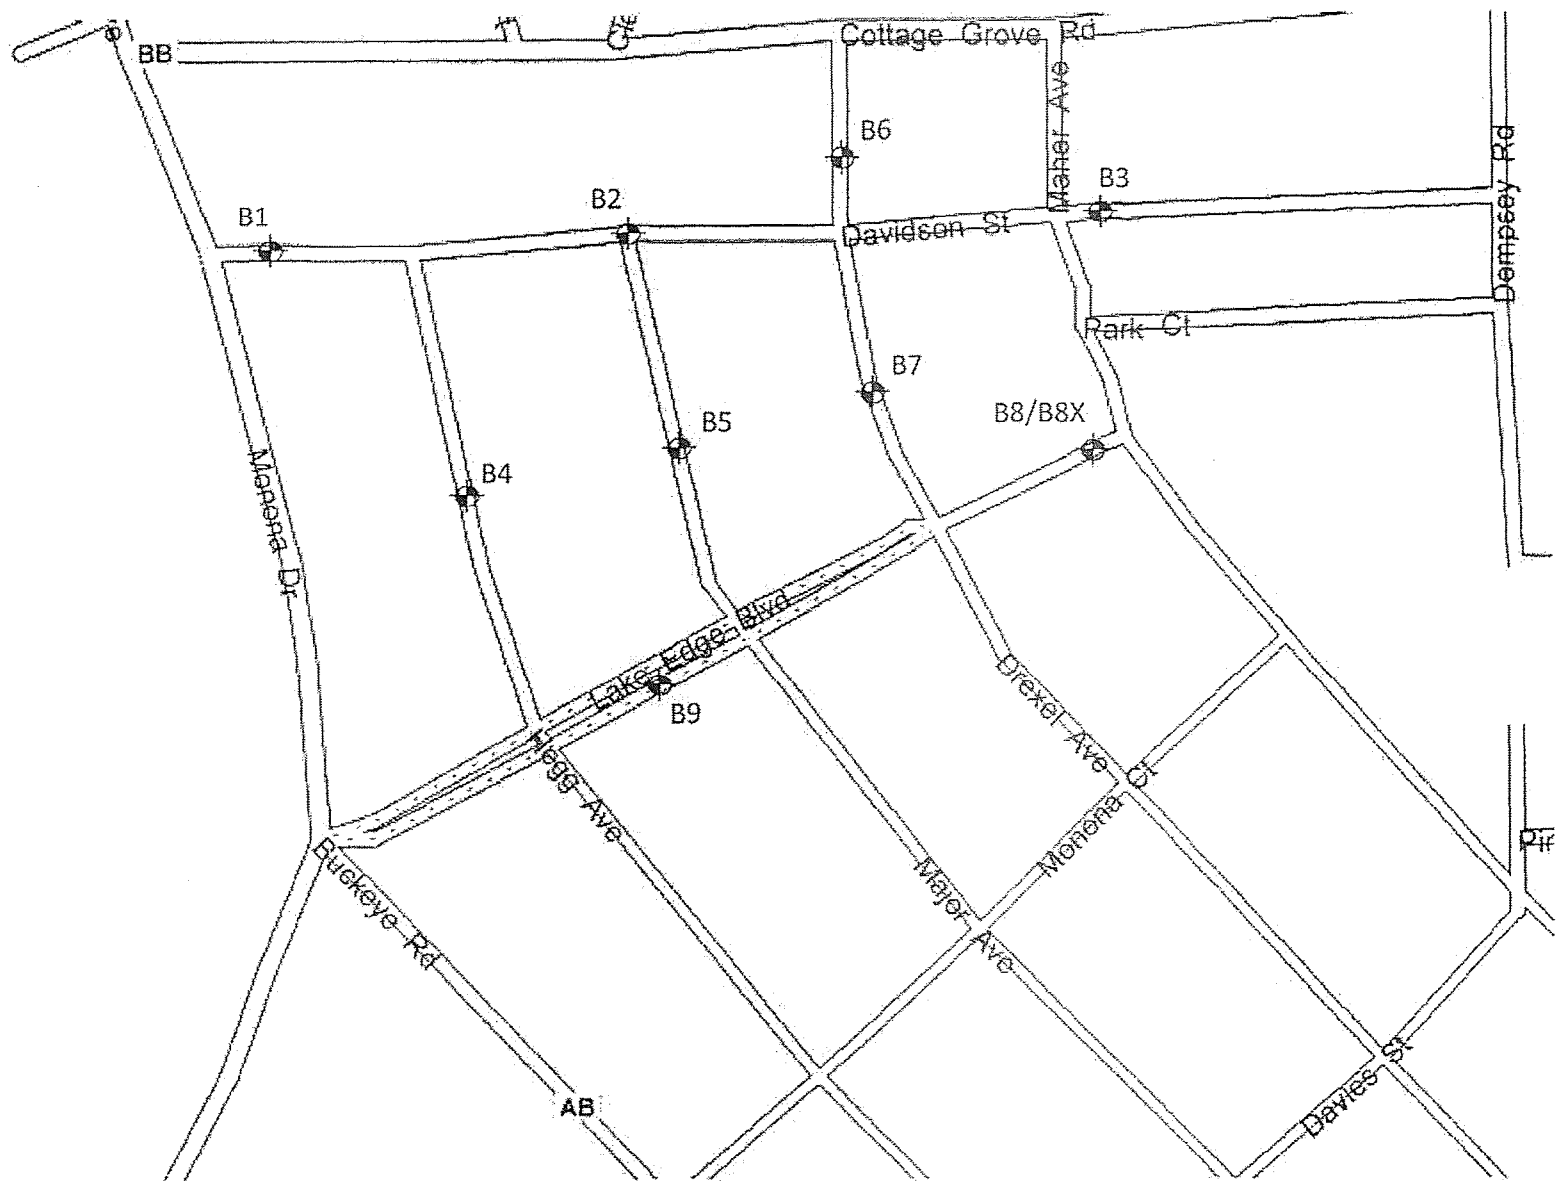 BB
Cottage Grove Rd
Maher Ave
B6
Dempsey Rd
B3
B2
B1
Davidson St
Park Ct
B7
B8/B8X
B5
B4
Monona Dr
Lake Edge Blvd
B9
Drexel Ave
Tegg Ave
Monona Ct
Buckeye Rd
Major Ave
Davies St
AB